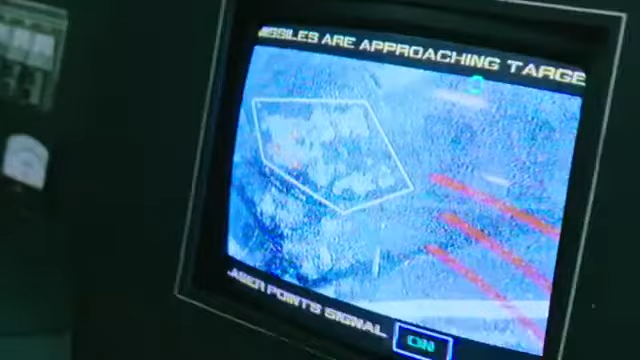 MISSILES ARE APPROACHING TARGE
LASER POINTS SIGNAL
ON